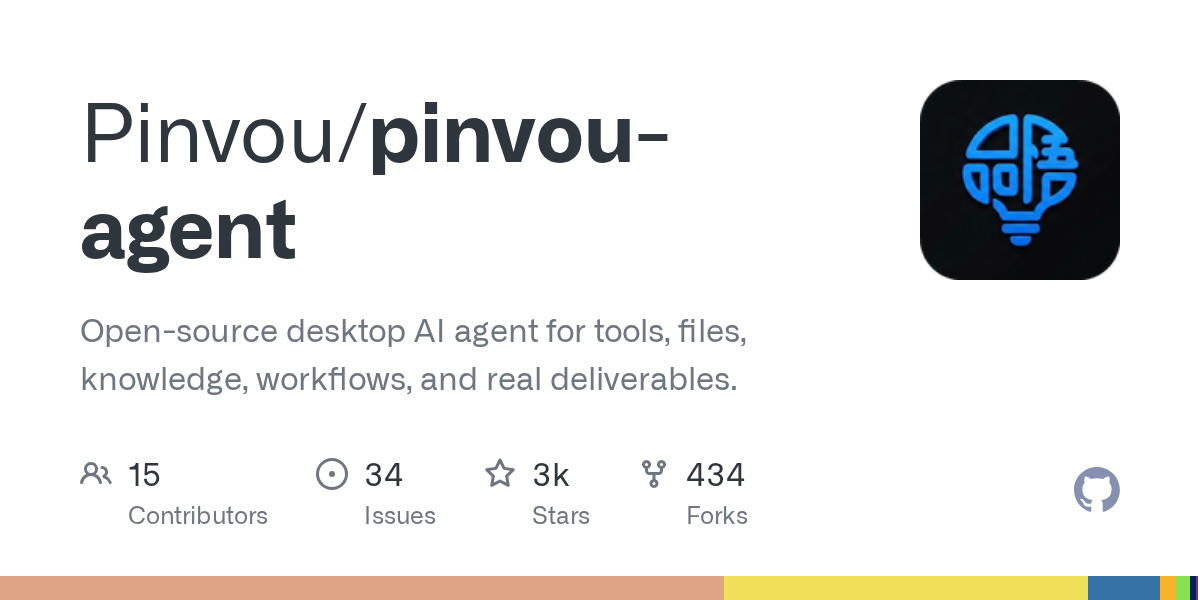 Pinvou/pinvou-
agent
Open-source desktop AI agent for tools, files,
knowledge, workflows, and real deliverables.
15 34 3k 434
Contributors Issues Stars Forks